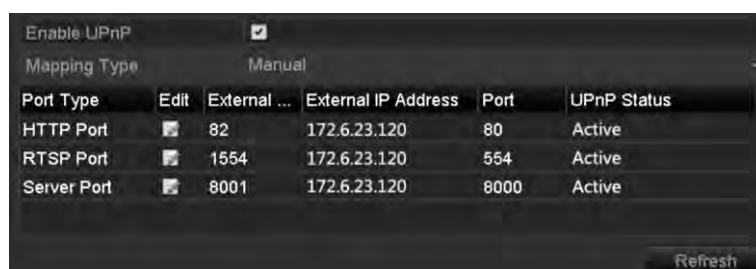 Enable UPnP
Mapping Type Manual
Port Type Edit External ... External IP Address Port UPnP Status
HTTP Port 82 172.6.23.120 80 Active
RTSP Port 1554 172.6.23.120 554 Active
Server Port 8001 172.6.23.120 8000 Active
Refresh